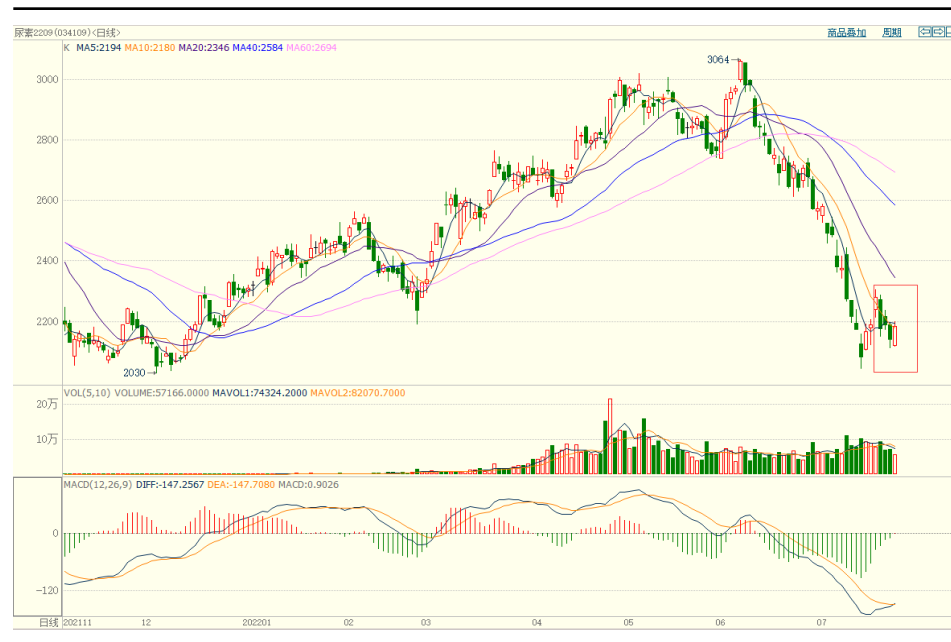 尿素2209(034109)<日线> 商品叠加 周期
K MA5:2194 MA10:2180 MA20:2346 MA40:2584 MA60:2694
3064
3000
2800
2600
2400
2200
2030
VOL(5,10) VOLUME:57166.0000 MAVOL1:74324.2000 MAVOL2:82070.7000
20万
10万
MACD(12,26,9) DIFF:-147.2567 DEA:-147.7080 MACD:0.9026
0
-120
日线 202111 12 202201 02 03 04 05 06 07